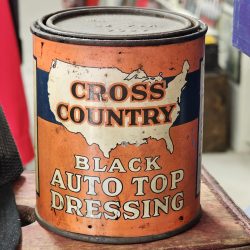 CROSS
COUNTRY
BLACK
AUTO TOP
DRESSING